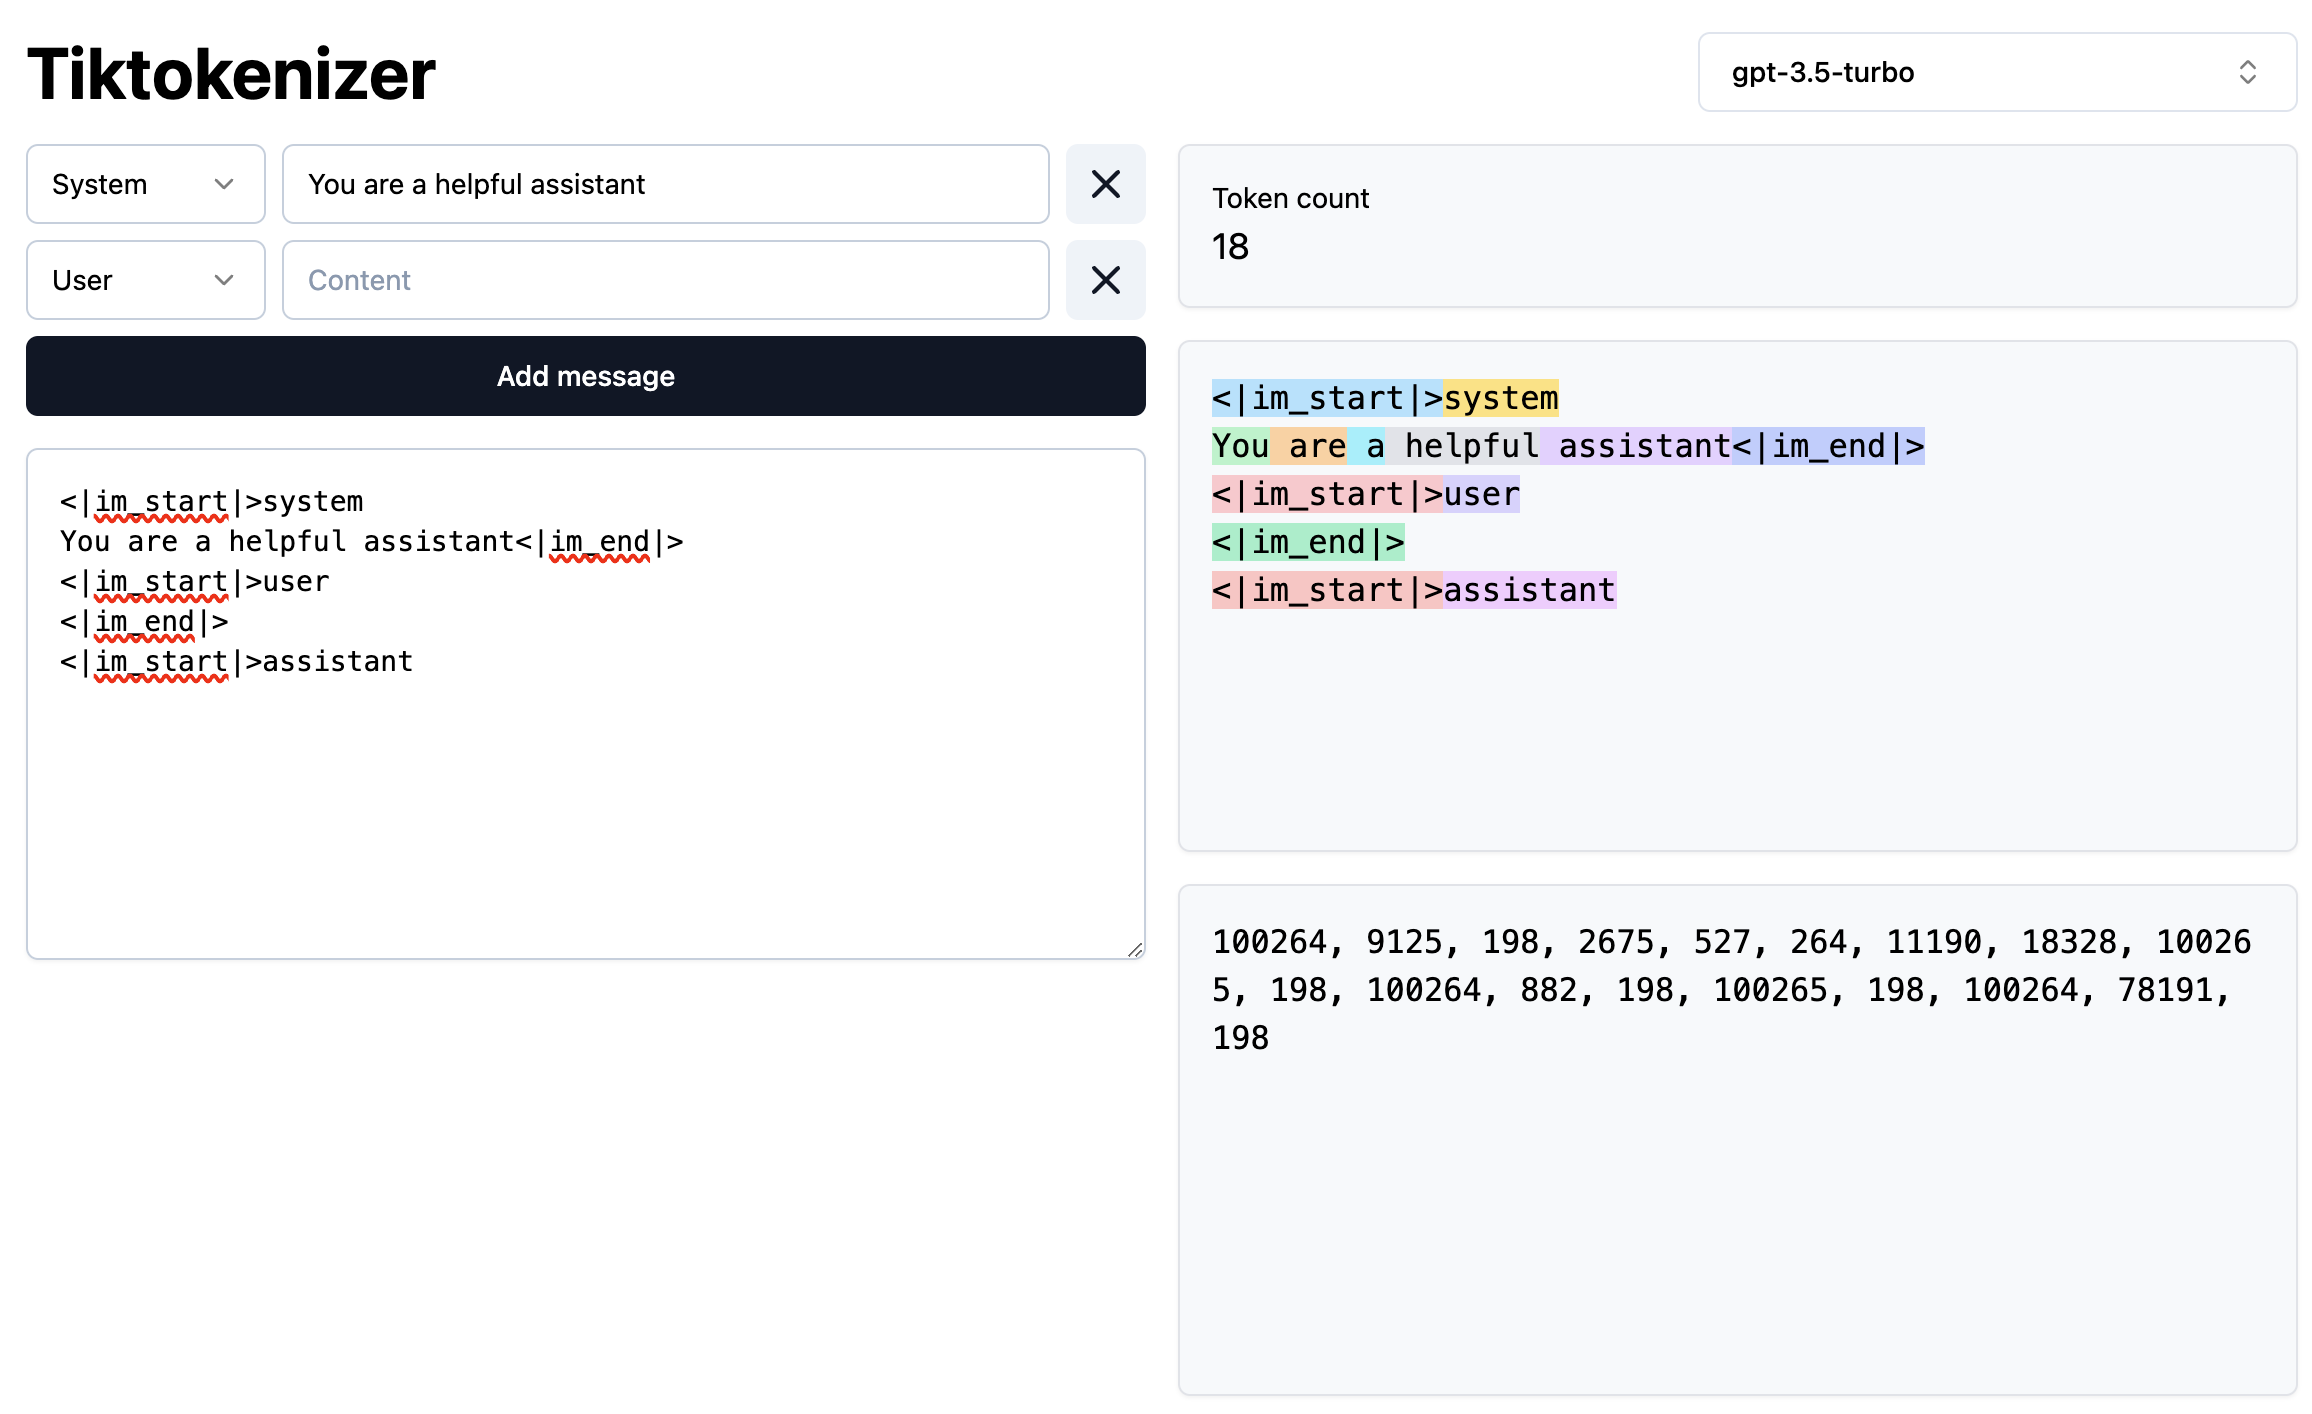 Tiktokenizer
gpt-3.5-turbo
System
You are a helpful assistant
User
Content
Add message
<|im_start|>system
You are a helpful assistant<|im_end|>
<|im_start|>user
<|im_end|>
<|im_start|>assistant
Token count
18
<|im_start|>system
You are a helpful assistant<|im_end|>
<|im_start|>user
<|im_end|>
<|im_start|>assistant
100264, 9125, 198, 2675, 527, 264, 11190, 18328, 10026
5, 198, 100264, 882, 198, 100265, 198, 100264, 78191,
198